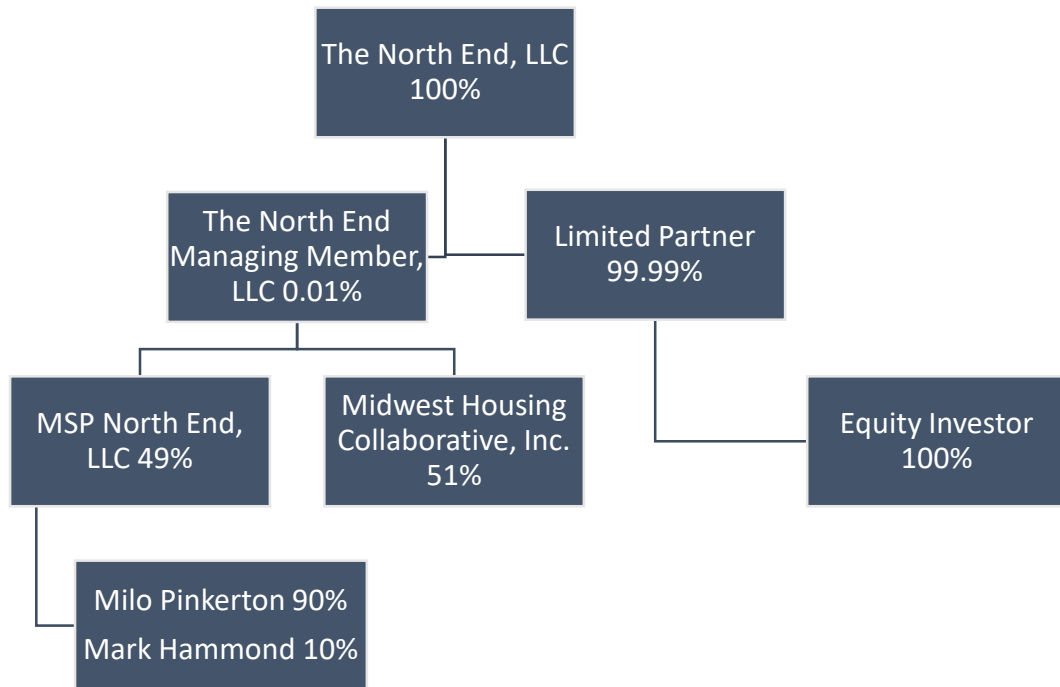 The North End, LLC
100%
The North End
Managing Member,
LLC 0.01%
Limited Partner
99.99%
MSP North End,
LLC 49%
Midwest Housing
Collaborative, Inc.
51%
Equity Investor
100%
Milo Pinkerton 90%
Mark Hammond 10%